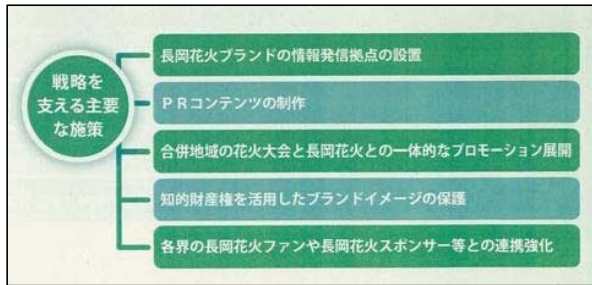 戦略を
支える主要
な施策
長岡花火ブランドの情報発信拠点の設置
PRコンテンツの制作
合併地域の花火大会と長岡花火との一体的なプロモーション展開
知的財産権を活用したブランドイメージの保護
各界の長岡花火ファンや長岡花火スポンサー等との連携強化